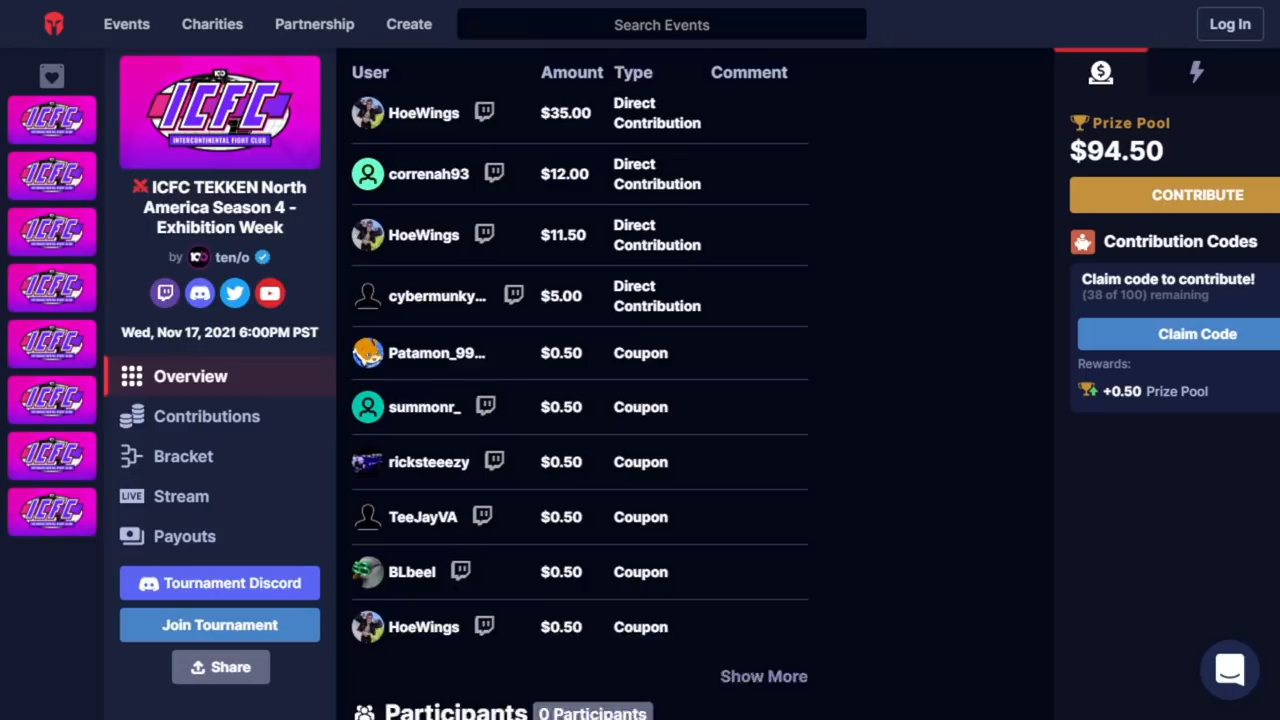 Events
Charities
Partnership
Create
Search Events
Log In
ICFC
INTERCONTINENTAL FIGHT CLUB
ICFC TEKKEN North
America Season 4 -
Exhibition Week
by ten/o
Wed, Nov 17, 2021 6:00PM PST
Overview
Contributions
Bracket
LIVE Stream
Payouts
Tournament Discord
Join Tournament
Share
User Amount Type Comment
HoeWings $35.00 Direct
Contribution
correnah93 $12.00 Direct
Contribution
HoeWings $11.50 Direct
Contribution
cybermunky... $5.00 Direct
Contribution
Patamon_99... $0.50 Coupon
summonr_ $0.50 Coupon
ricksteeezy $0.50 Coupon
TeeJayVA $0.50 Coupon
BLbeel $0.50 Coupon
HoeWings $0.50 Coupon
Show More
Participants 0 Participants
Prize Pool
$94.50
CONTRIBUTE
Contribution Codes
Claim code to contribute!
(38 of 100) remaining
Claim Code
Rewards:
+0.50 Prize Pool